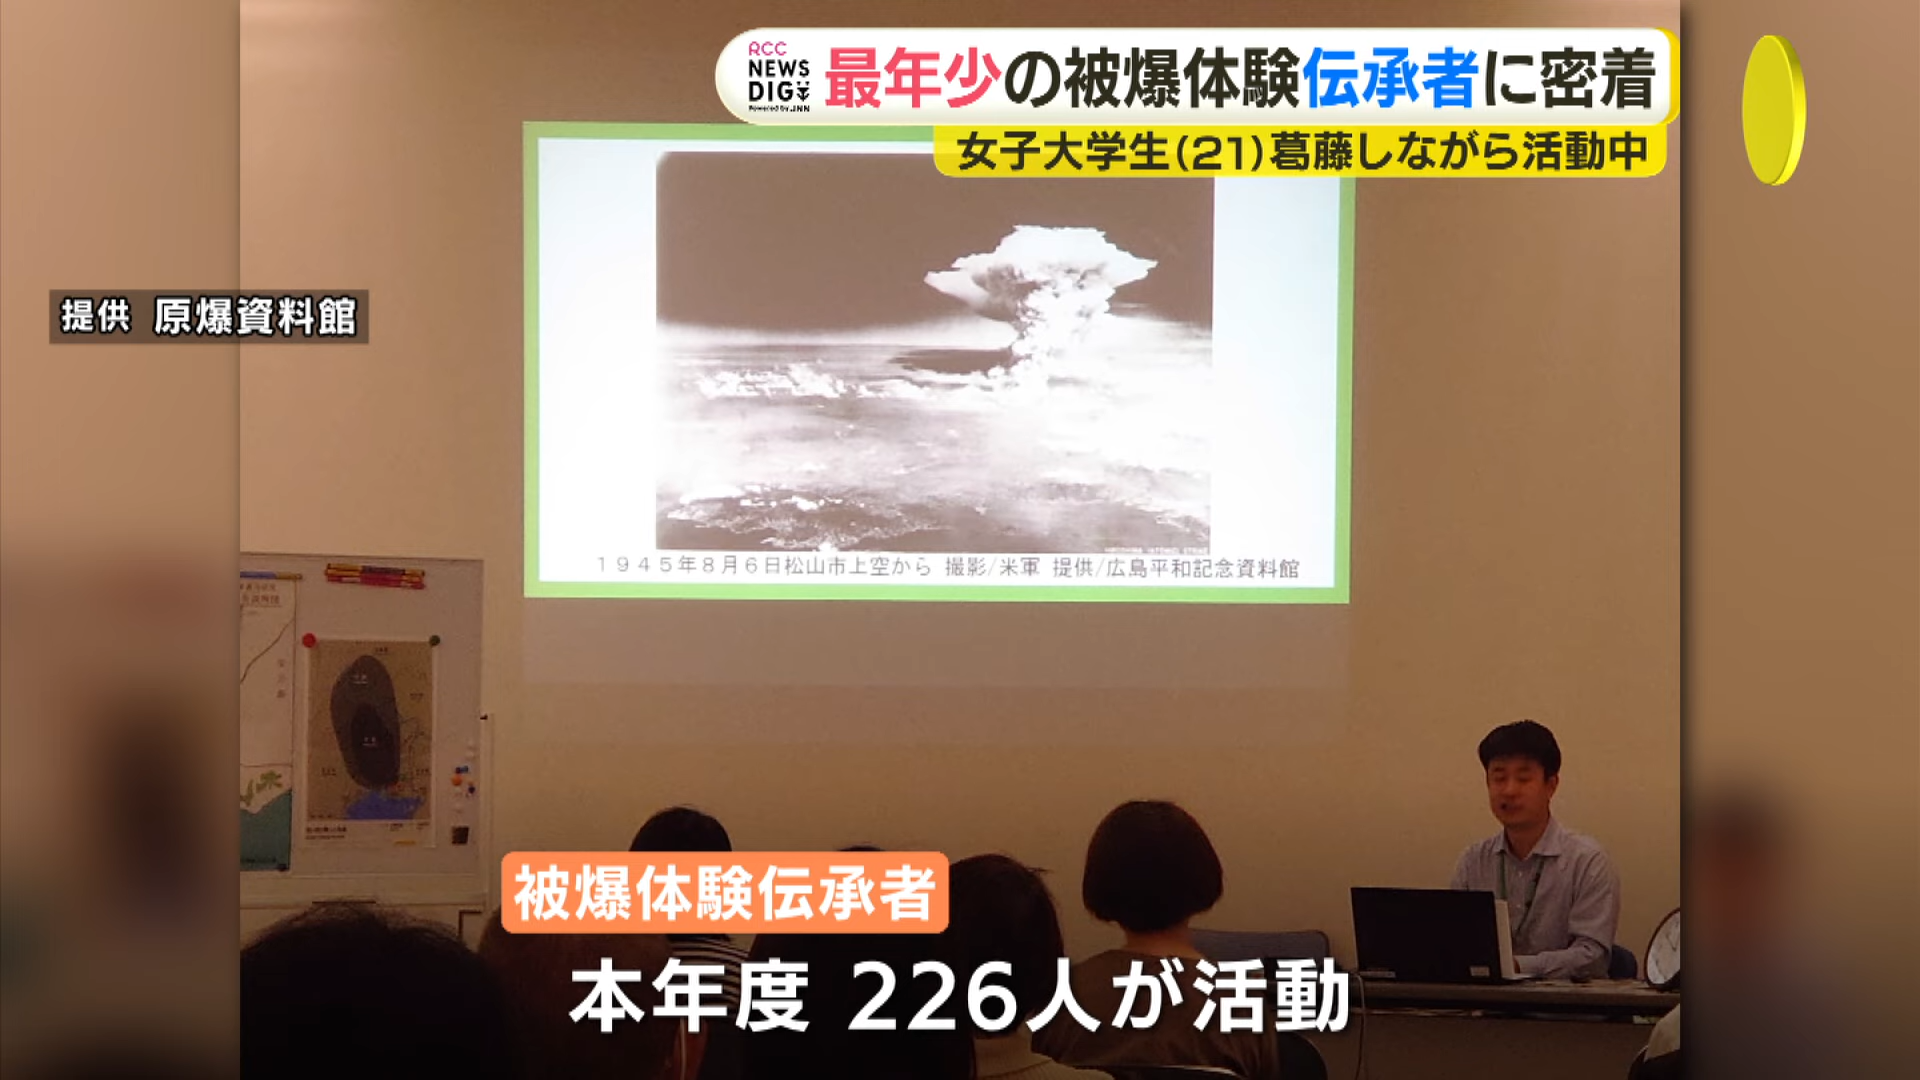 RCC
NEWS
DIG
Powered by JNN
最年少の被爆体験伝承者に密着
女子大学生(21)葛藤しながら活動中
提供 原爆資料館
1945年8月6日松山市上空から 撮影/米軍 提供/広島平和記念資料館
被爆体験伝承者
本年度 226人が活動